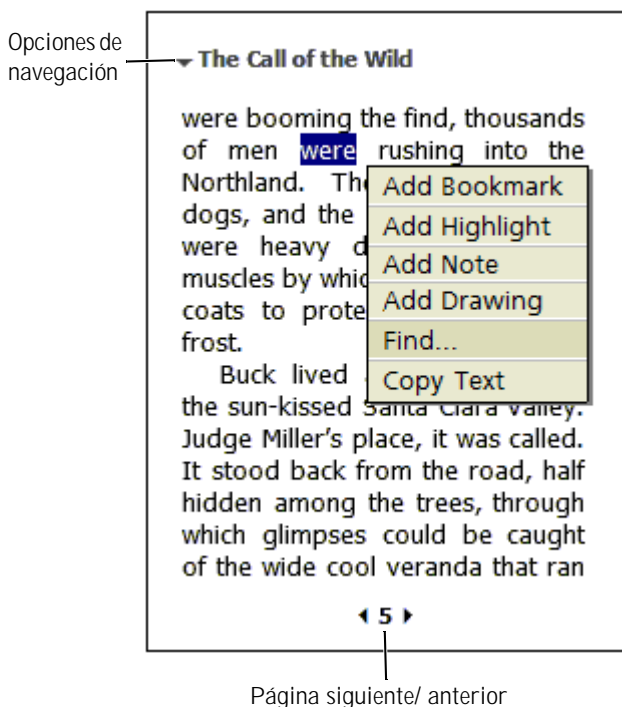 Opciones de
navegación
The Call of the Wild
were booming the find, thousands
of men were rushing into the
Northland. The
dogs, and the
were heavy d
muscles by whic
coats to prote
frost.
Add Bookmark
Add Highlight
Add Note
Add Drawing
Find...
Copy Text
Buck lived
the sun-kissed Santa Clara Valley.
Judge Miller's place, it was called.
It stood back from the road, half
hidden among the trees, through
which glimpses could be caught
of the wide cool veranda that ran
5
Página siguiente/ anterior